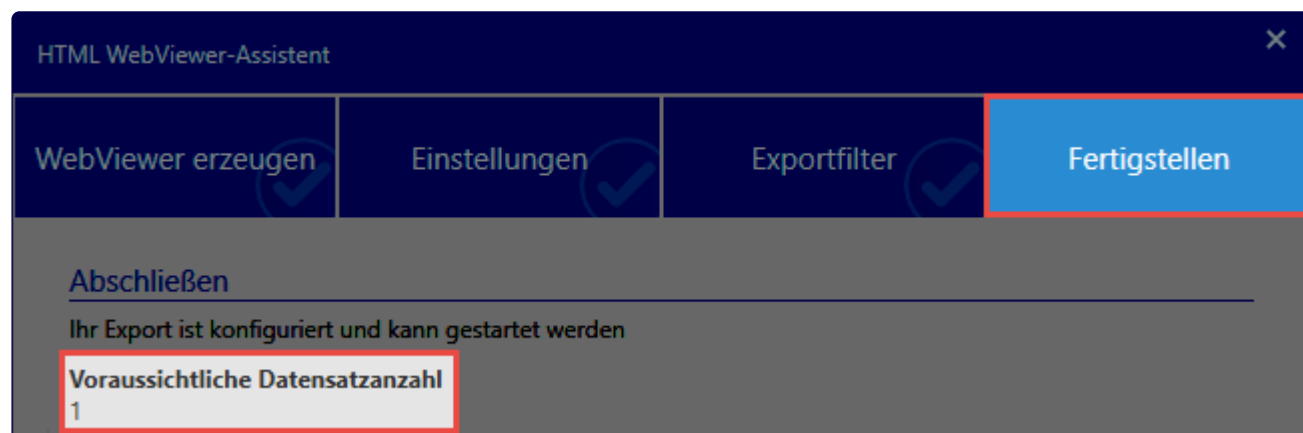 HTML WebViewer-Assistent
WebViewer erzeugen Einstellungen Exportfilter Fertigstellen
Abschließen
Ihr Export ist konfiguriert und kann gestartet werden
Voraussichtliche Datensatzanzahl
1